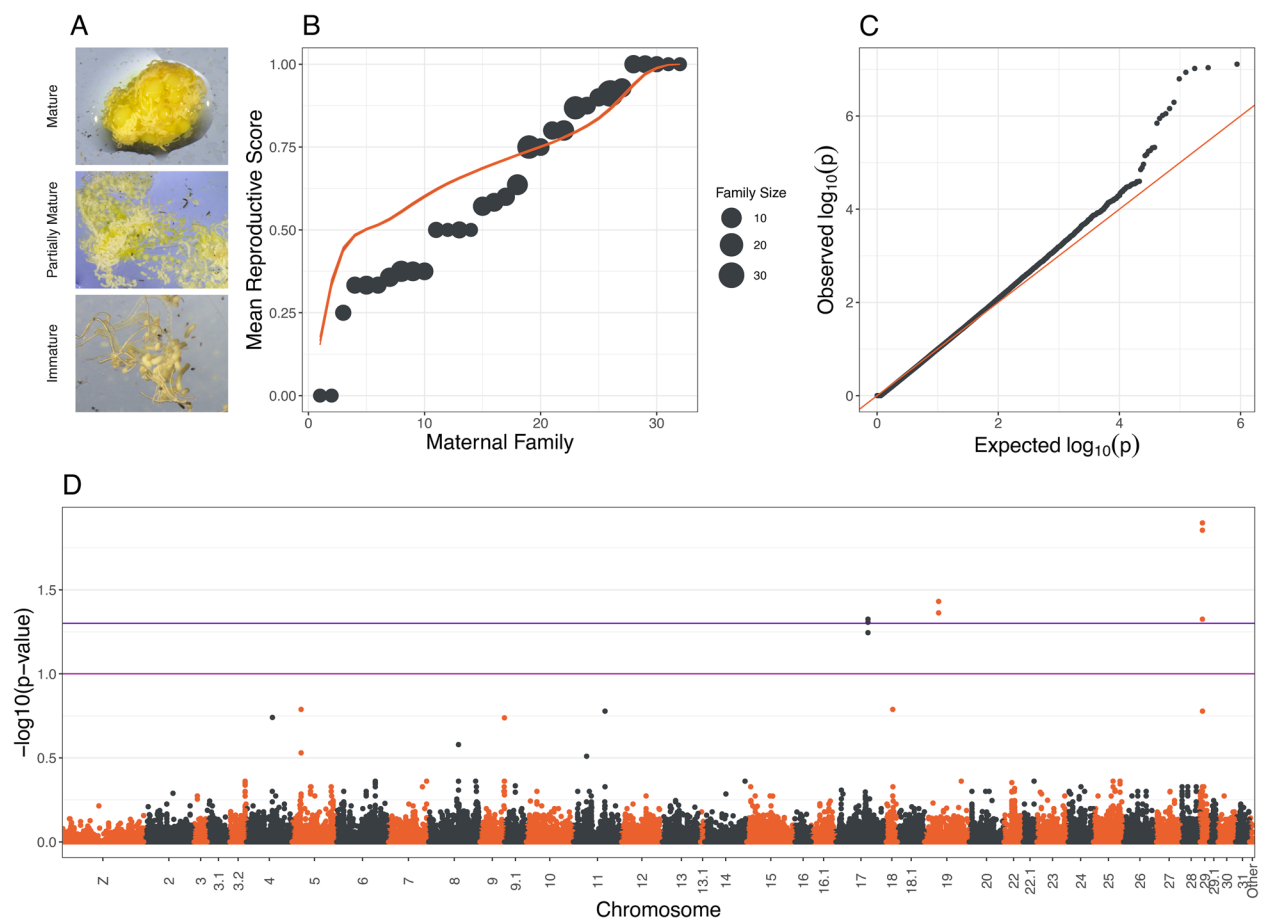 A
B
C
Mature
Partially Mature
Immature
Mean Reproductive Score
1.00
0.75
0.50
0.25
0.00
0
10
20
30
Maternal Family
Family Size
10
20
30
Observed log10(p)
6
4
2
0
0
2
4
6
Expected log10(p)
D
−log10(p−value)
1.5
1.0
0.5
0.0
Z 2 3 3.1 3.2 4 5 6 7 8 9 9.1 10 11 12 13 13.1 14 15 16 16.1 17 18 18.1 19 20 22 22.1 23 24 25 26 27 28 29 29.1 30 31 Other
Chromosome